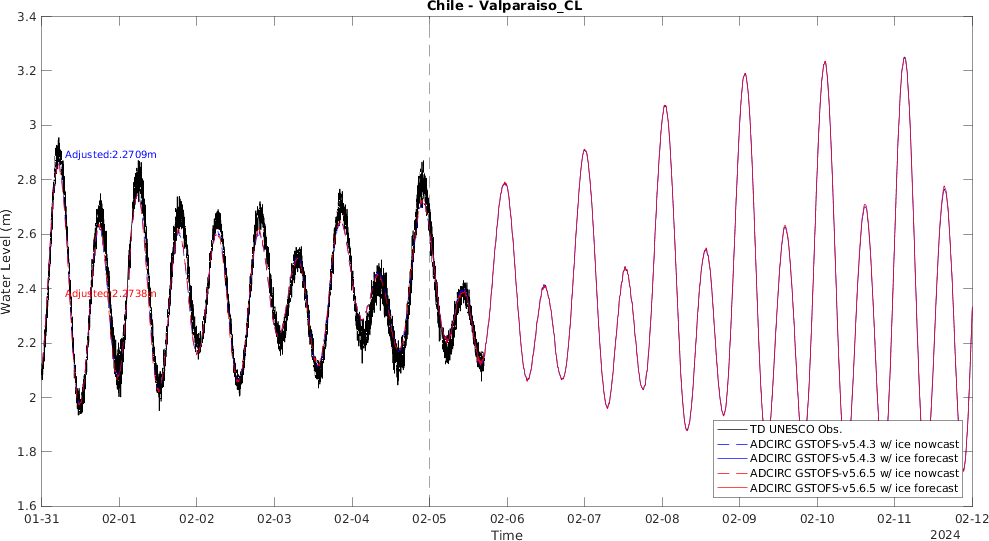 Chile - Valparaiso_CL
3.4
3.2
3
2.8
2.6
2.4
2.2
2
1.8
1.6
Water Level (m)
Adjusted:2.2709m
Adjusted:2.2738m
TD UNESCO Obs.
ADCIRC GSTOFS-v5.4.3 w/ ice nowcast
ADCIRC GSTOFS-v5.4.3 w/ ice forecast
ADCIRC GSTOFS-v5.6.5 w/ ice nowcast
ADCIRC GSTOFS-v5.6.5 w/ ice forecast
01-31 02-01 02-02 02-03 02-04 02-05 02-06 02-07 02-08 02-09 02-10 02-11 02-12
Time
2024